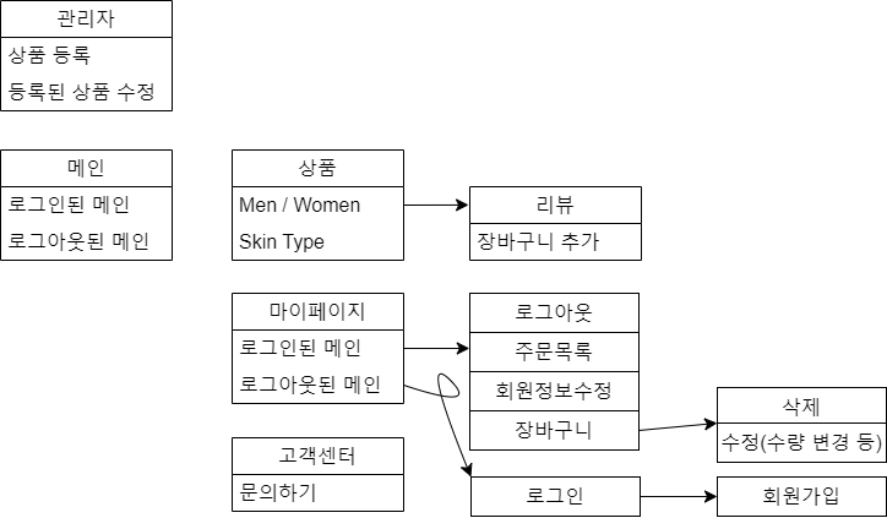 관리자
상품 등록
등록된 상품 수정
메인
로그인된 메인
로그아웃된 메인
상품
Men / Women
Skin Type
리뷰
장바구니 추가
마이페이지
로그인된 메인
로그아웃된 메인
로그아웃
주문목록
회원정보수정
장바구니
삭제
수정(수량 변경 등)
고객센터
문의하기
로그인
회원가입